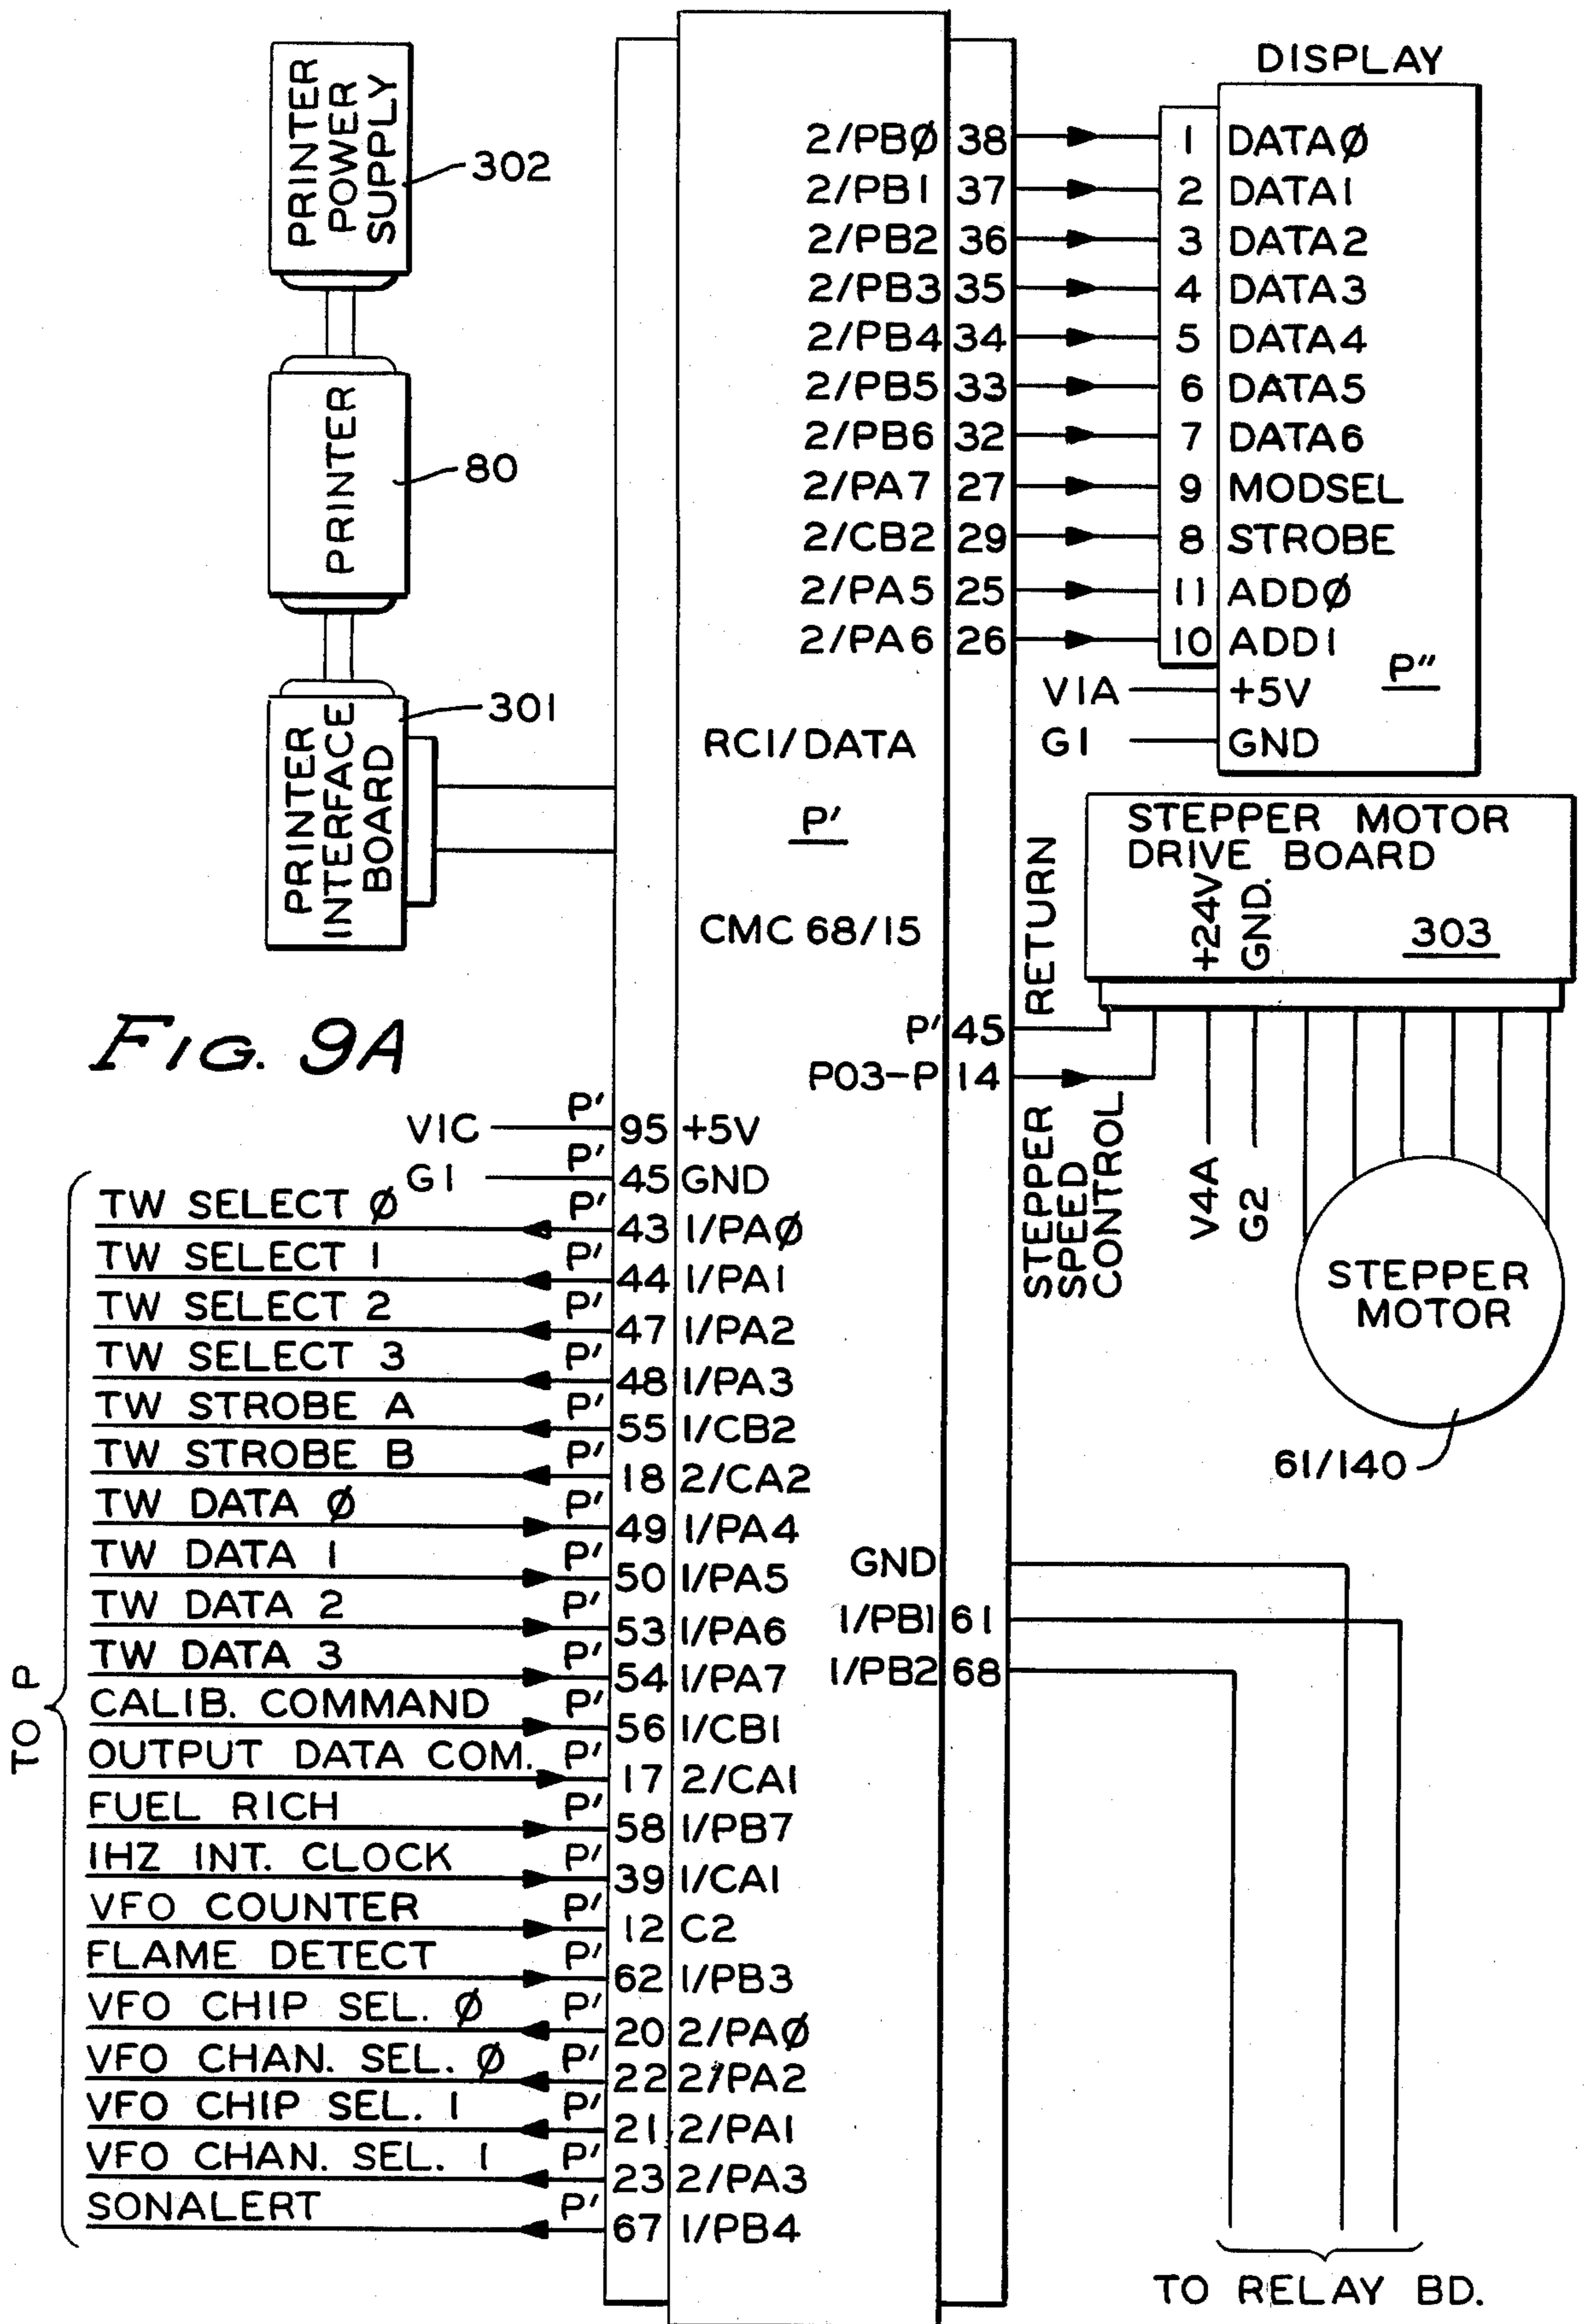 PRINTER
POWER
SUPPLY
302
PRINTER
80
PRINTER
INTERFACE
BOARD
301
FIG. 9A
RCI/DATA
P'
CMC 68/15
DISPLAY
2/PBØ 38 1 DATAØ
2/PB1 37 2 DATA1
2/PB2 36 3 DATA2
2/PB3 35 4 DATA3
2/PB4 34 5 DATA4
2/PB5 33 6 DATA5
2/PB6 32 7 DATA6
2/PA7 27 9 MODSEL
2/CB2 29 8 STROBE
2/PA5 25 11 ADDØ
2/PA6 26 10 ADD1
P"
V1A +5V
G1 GND
STEPPER MOTOR
DRIVE BOARD
+24V
GND.
303
RETURN
P' 45
P03-P 14
STEPPER
SPEED
CONTROL
V4A
G2
STEPPER
MOTOR
61/140
V1C P' 95 +5V
G1 P' 45 GND
TO P
TW SELECT Ø P' 43 1/PAØ
TW SELECT 1 P' 44 1/PA1
TW SELECT 2 P' 47 1/PA2
TW SELECT 3 P' 48 1/PA3
TW STROBE A P' 55 1/CB2
TW STROBE B P' 18 2/CA2
TW DATA Ø P' 49 1/PA4
TW DATA 1 P' 50 1/PA5
TW DATA 2 P' 53 1/PA6
TW DATA 3 P' 54 1/PA7
CALIB. COMMAND P' 56 1/CB1
OUTPUT DATA COM. P' 17 2/CA1
FUEL RICH P' 58 1/PB7
1HZ INT. CLOCK P' 39 1/CA1
VFO COUNTER P' 12 C2
FLAME DETECT P' 62 1/PB3
VFO CHIP SEL. Ø P' 20 2/PAØ
VFO CHAN. SEL. Ø P' 22 2/PA2
VFO CHIP SEL. 1 P' 21 2/PA1
VFO CHAN. SEL. 1 P' 23 2/PA3
SONALERT P' 67 1/PB4
GND
1/PB1 61
1/PB2 68
TO RELAY BD.